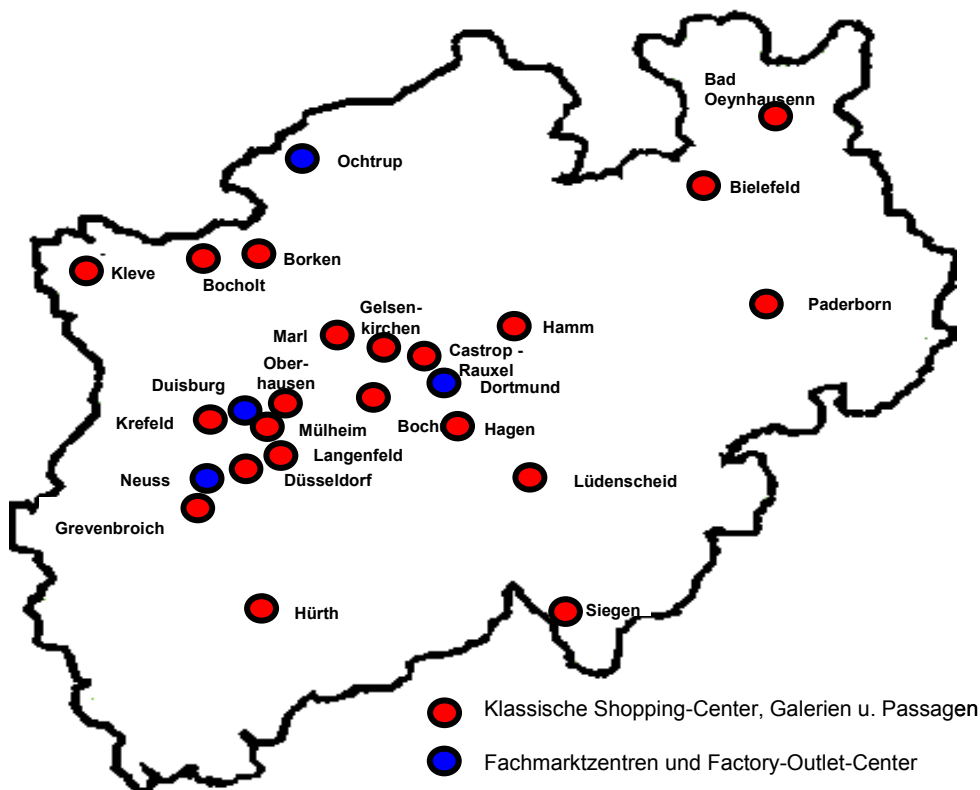 Bad
Oeynhausenn
Ochtrup
Bielefeld
Borken
Kleve
Bocholt
Paderborn
Gelsen-
kirchen
Marl
Hamm
Castrop -
Rauxel
Ober-
hausen
Duisburg
Dortmund
Krefeld
Mülheim
Boch
Hagen
Langenfeld
Neuss
Düsseldorf
Lüdenscheid
Grevenbroich
Hürth
Siegen
Klassische Shopping-Center, Galerien u. Passagen
Fachmarktzentren und Factory-Outlet-Center